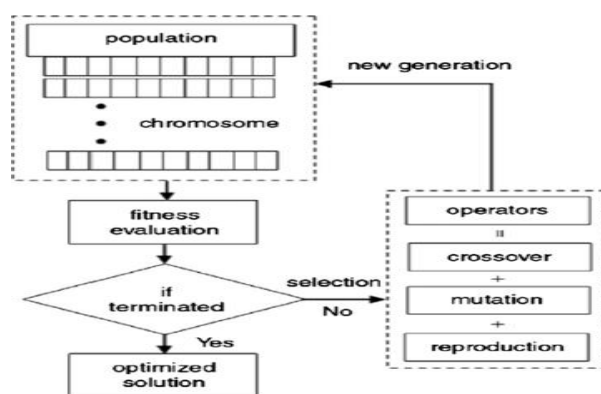 population
new generation
chromosome
fitness
evaluation
operators
=
crossover
+
mutation
+
reproduction
if
terminated
selection
No
Yes
optimized
solution